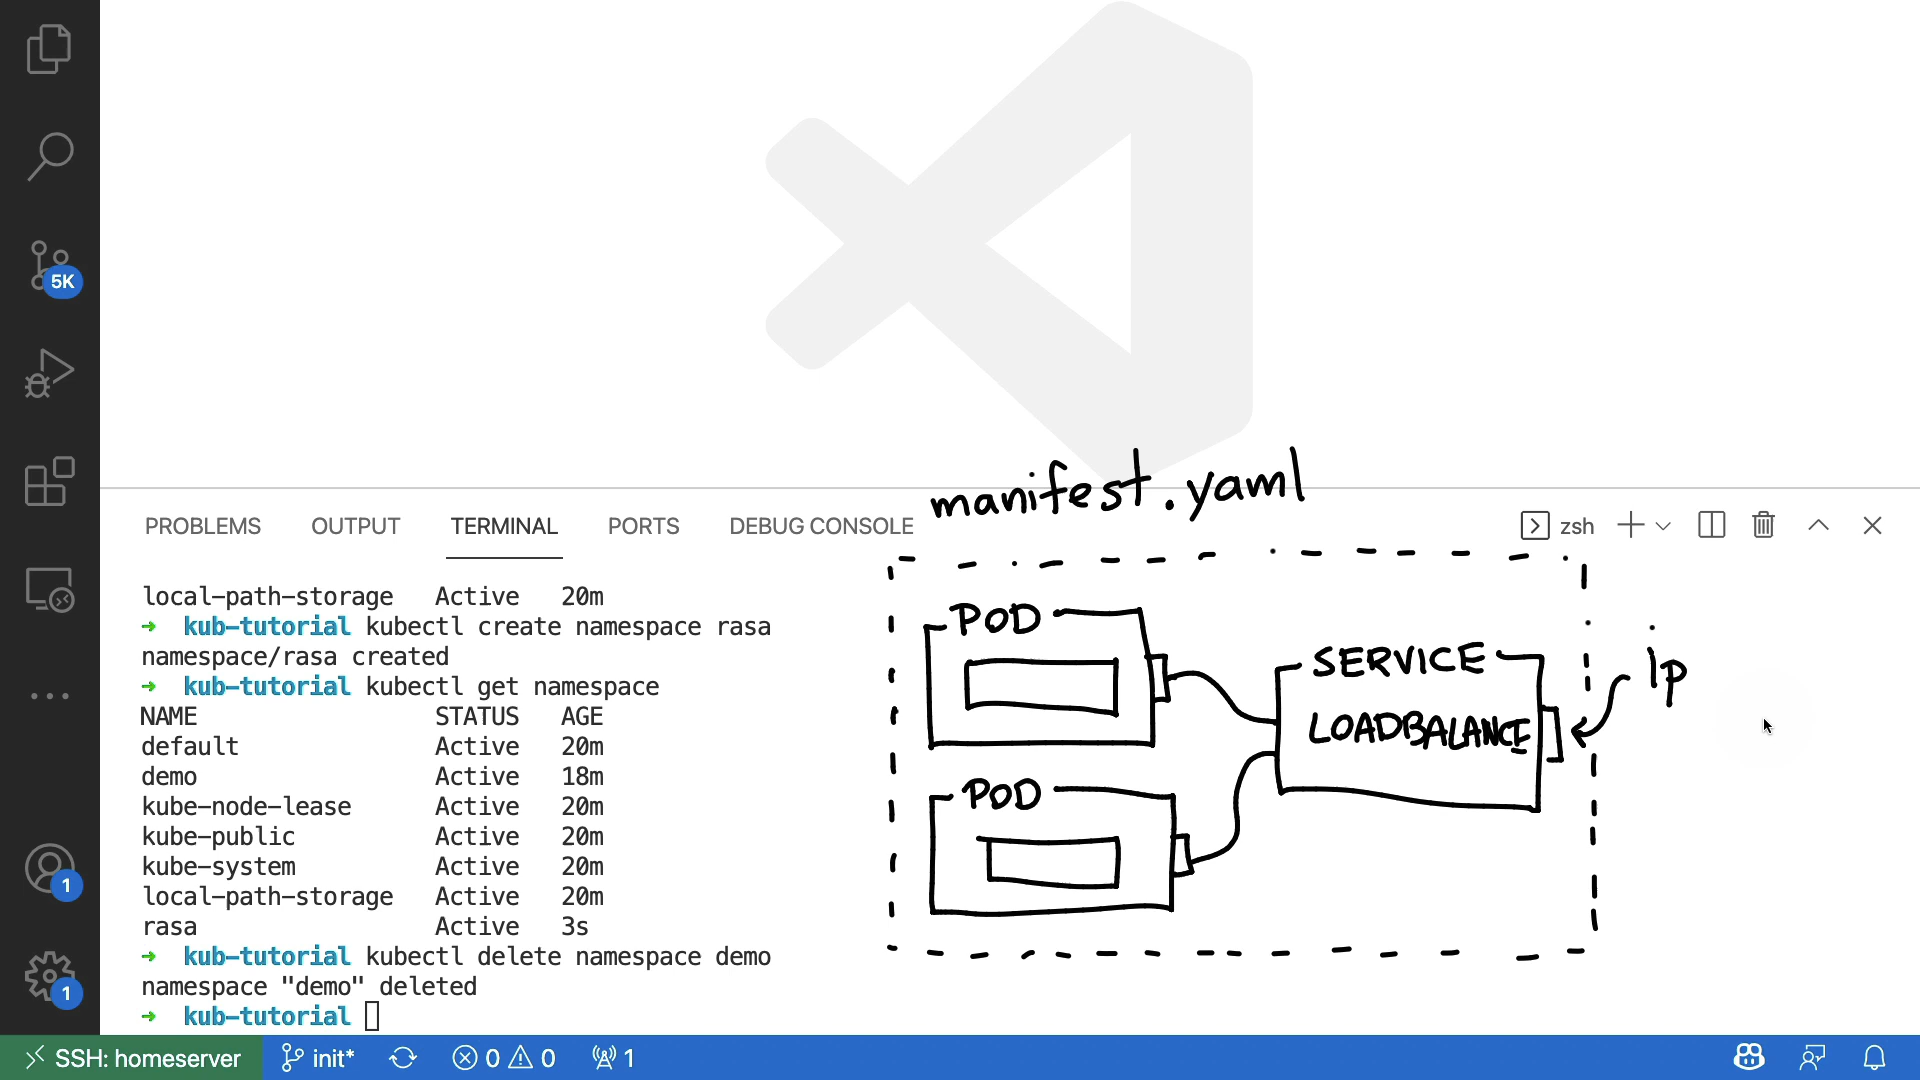 5K
manifest.yaml
PROBLEMS OUTPUT TERMINAL PORTS DEBUG CONSOLE zsh
local-path-storage Active 20m
→ kub-tutorial kubectl create namespace rasa
namespace/rasa created
→ kub-tutorial kubectl get namespace
NAME STATUS AGE
default Active 20m
demo Active 18m
kube-node-lease Active 20m
kube-public Active 20m
kube-system Active 20m
local-path-storage Active 20m
rasa Active 3s
→ kub-tutorial kubectl delete namespace demo
namespace "demo" deleted
→ kub-tutorial
POD
POD
SERVICE
LOADBALANCE
ip
1
1
SSH: homeserver init* 0 0 1